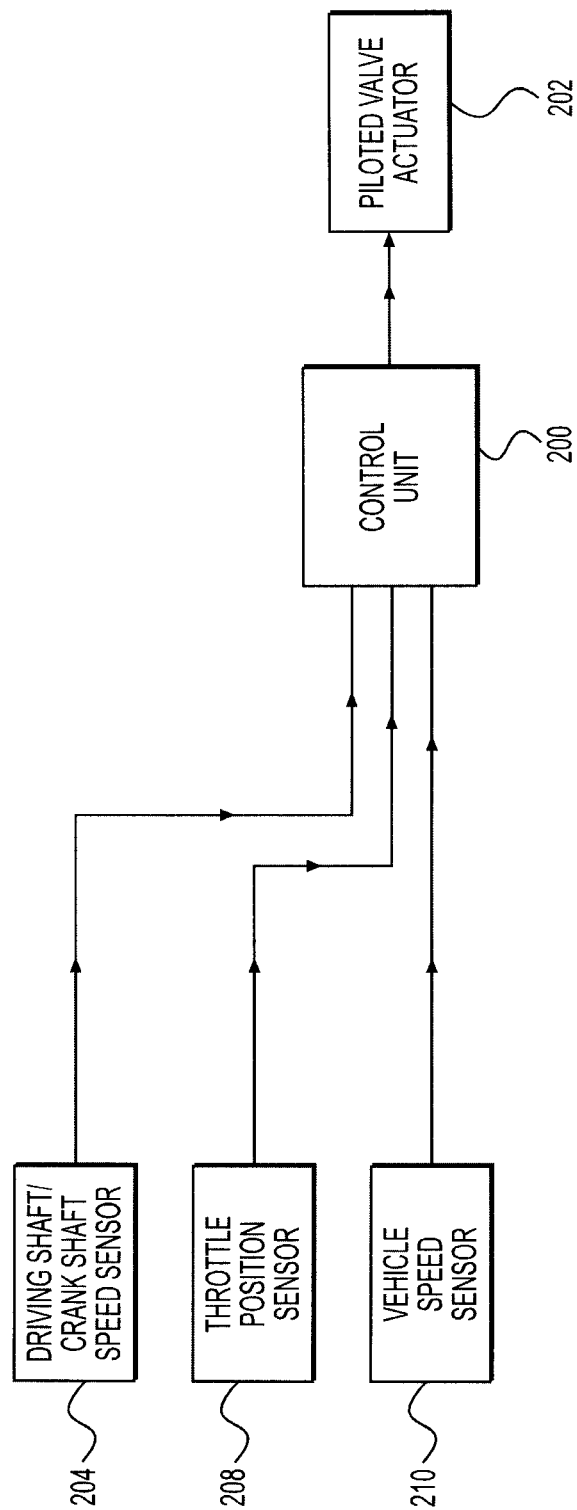 204
DRIVING SHAFT/
CRANK SHAFT
SPEED SENSOR
208
THROTTLE
POSITION
SENSOR
210
VEHICLE
SPEED
SENSOR
CONTROL
UNIT
200
PILOTED VALVE
ACTUATOR
202